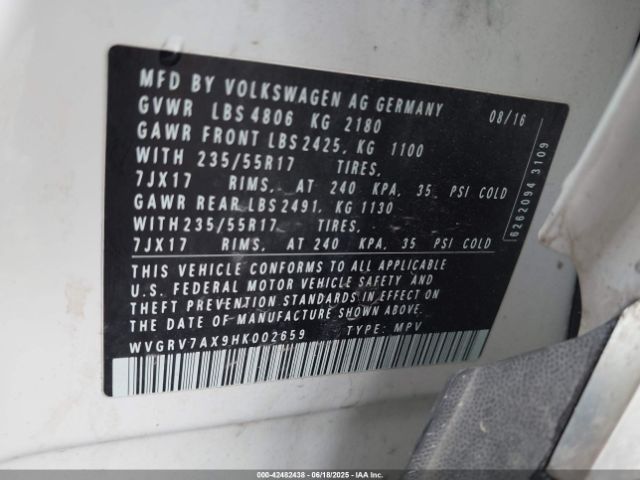 MFD BY VOLKSWAGEN AG GERMANY
GVWR LBS 4806 KG 2180 08/16
GAWR FRONT LBS 2425, KG 1100
WITH 235/55R17 TIRES,
7JX17 RIMS, AT 240 KPA, 35 PSI COLD
GAWR REAR LBS 2491, KG 1130
WITH 235/55R17 TIRES,
7JX17 RIMS, AT 240 KPA, 35 PSI COLD
THIS VEHICLE CONFORMS TO ALL APPLICABLE
U.S. FEDERAL MOTOR VEHICLE SAFETY AND
THEFT PREVENTION STANDARDS IN EFFECT ON
THE DATE OF MANUFACTURE SHOWN ABOVE.
WVGRV7AX9HK002659 TYPE: MPV
6262094 3109
000-42482438 - 06/18/2025 - IAAI.COM